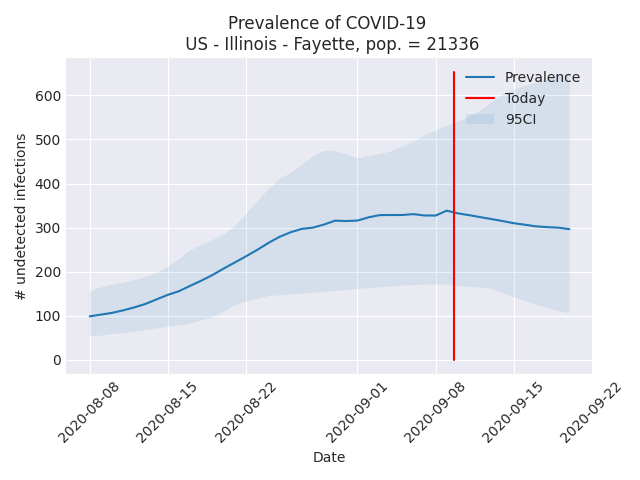 Prevalence of COVID-19
US - Illinois - Fayette, pop. = 21336
Prevalence
Today
95CI
# undetected infections
600
500
400
300
200
100
0
2020-08-08
2020-08-15
2020-08-22
2020-09-01
2020-09-08
2020-09-15
2020-09-22
Date